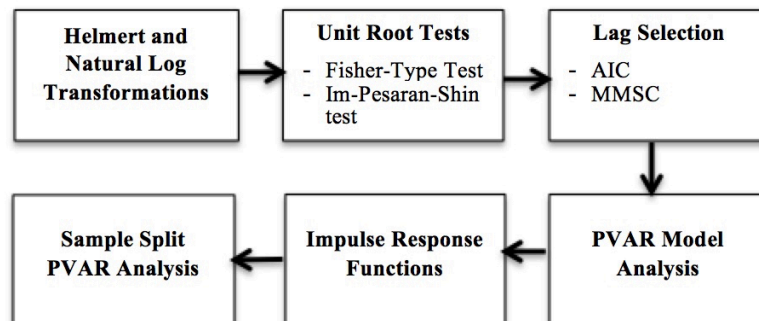 Helmert and
Natural Log
Transformations
Unit Root Tests
- Fisher-Type Test
- Im-Pesaran-Shin
test
Lag Selection
- AIC
- MMSC
Sample Split
PVAR Analysis
Impulse Response
Functions
PVAR Model
Analysis